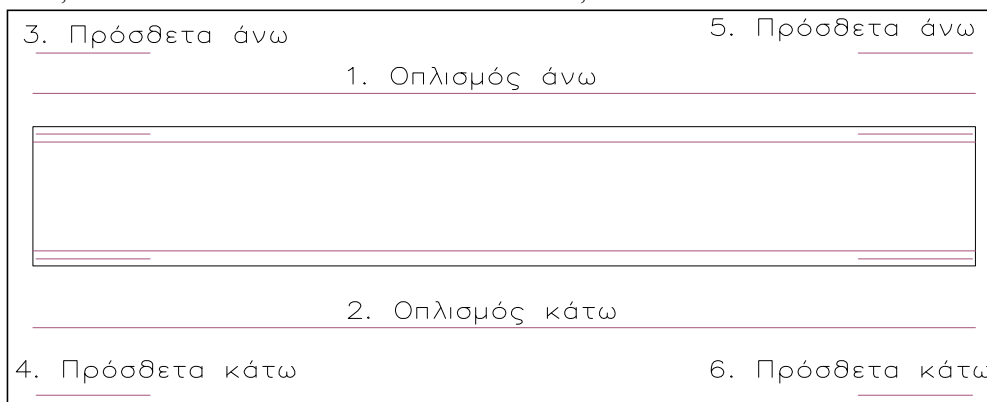 3. Πρόσθετα άνω
5. Πρόσθετα άνω
1. Οπλισμός άνω
2. Οπλισμός κάτω
4. Πρόσθετα κάτω
6. Πρόσθετα κάτω